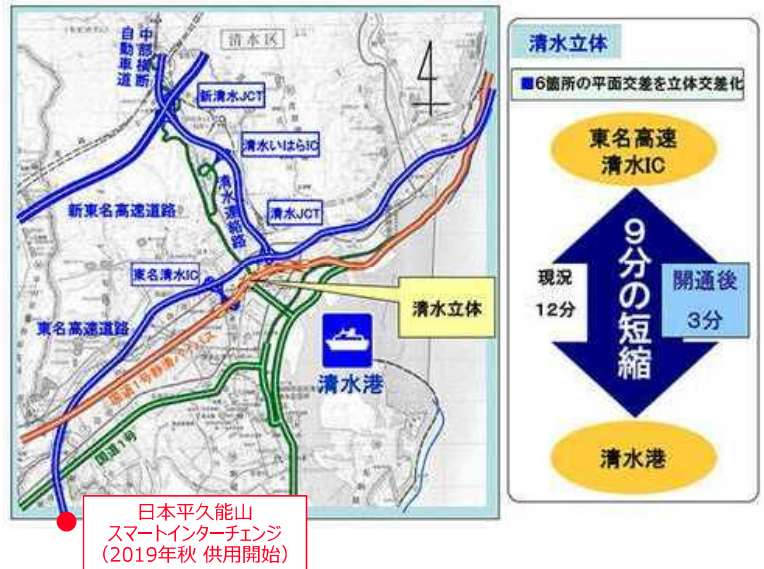 中部横断
自動車道
清水区
新清水JCT
清水いはらIC
清水連絡路
新東名高速道路
清水JCT
東名清水IC
清水立体
東名高速道路
国道1号静清バイパス
清水港
国道1号
日本平久能山
スマートインターチェンジ
(2019年秋 供用開始)
清水立体
■6箇所の平面交差を立体交差化
東名高速
清水IC
9分の短縮
現況
12分
開通後
3分
清水港